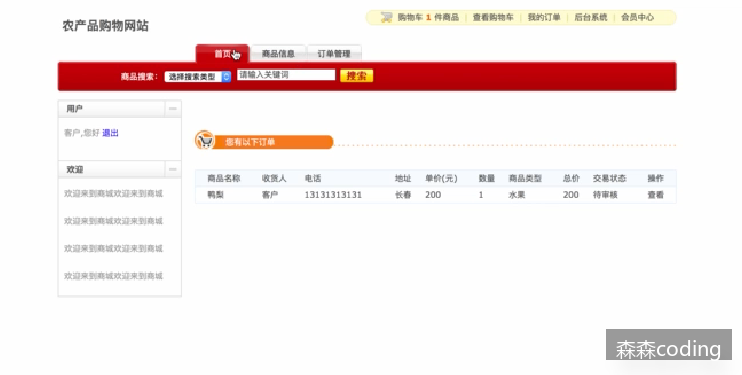 农产品购物网站
购物车 1 件商品 | 查看购物车 | 我的订单 | 后台系统 | 会员中心
首页 商品信息 订单管理
商品搜索： 选择搜索类型 请输入关键词 搜索
用户
客户,您好 退出
欢迎
欢迎来到商城欢迎来到商城
欢迎来到商城欢迎来到商城
欢迎来到商城欢迎来到商城
欢迎来到商城欢迎来到商城
您有以下订单
商品名称 收货人 电话 地址 单价(元) 数量 商品类型 总价 交易状态 操作
鸭梨 客户 13131313131 长春 200 1 水果 200 待审核 查看
森森coding